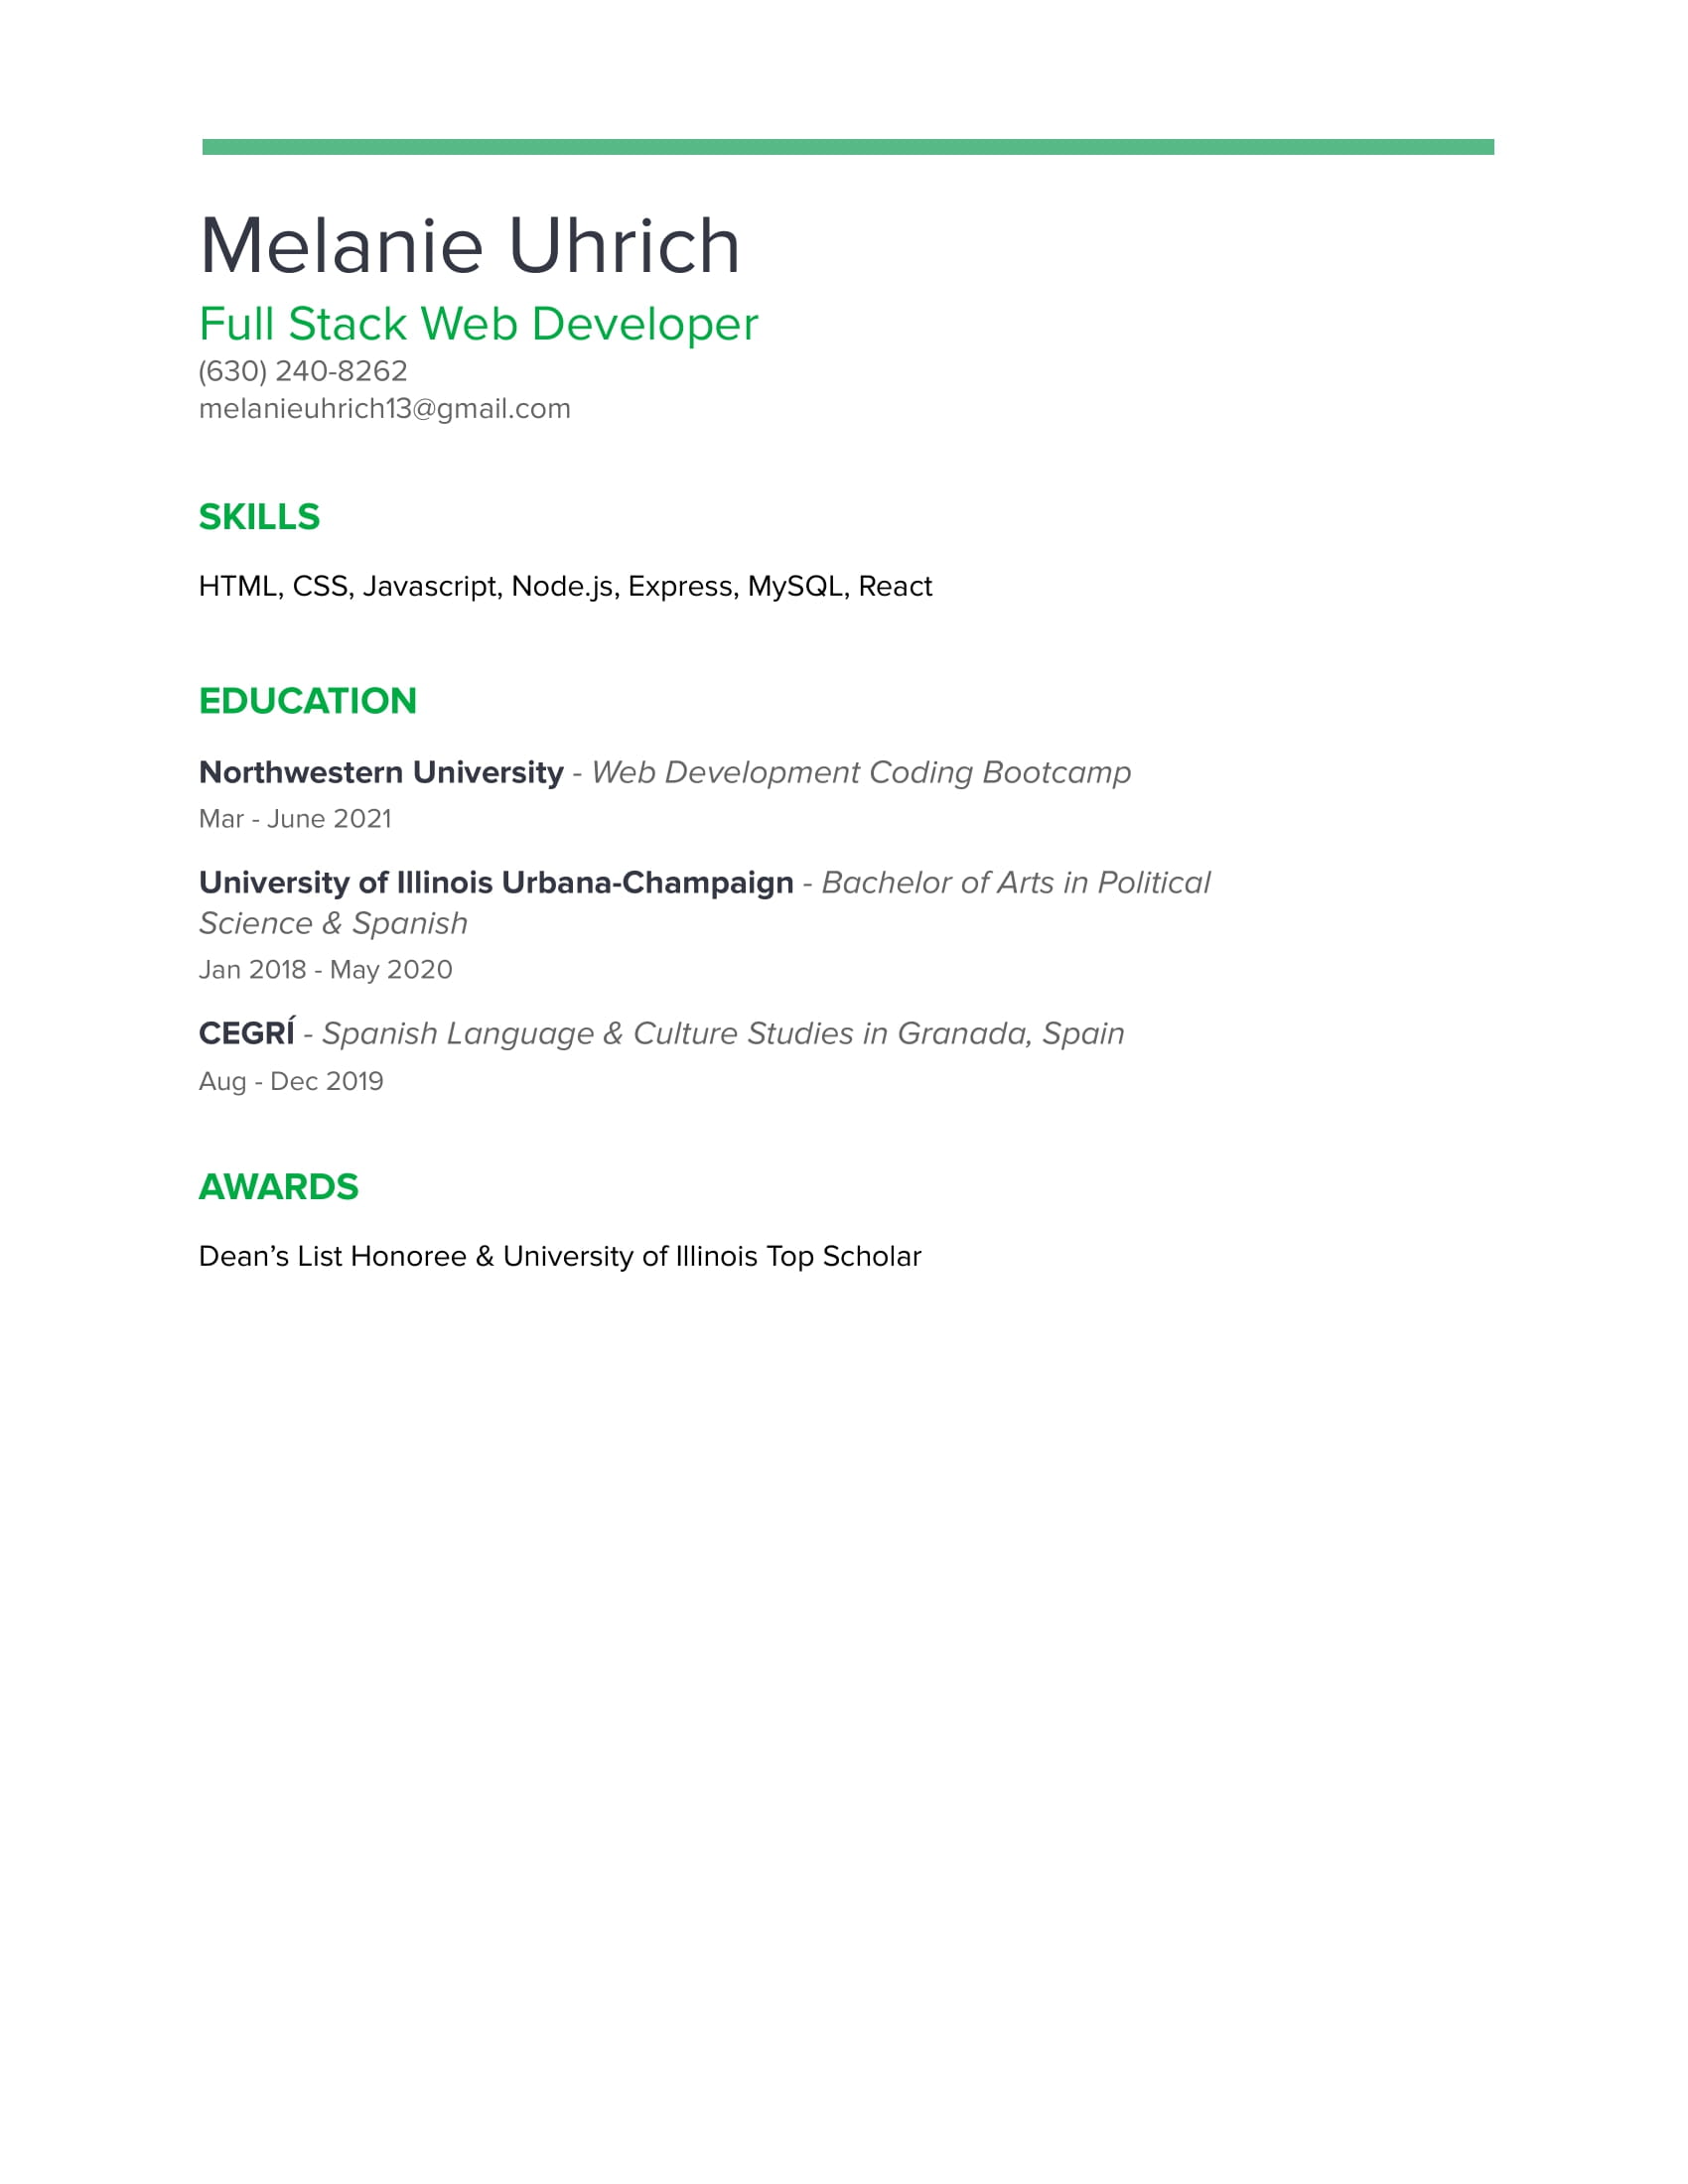 Melanie Uhrich
Full Stack Web Developer
(630) 240-8262
melanieuhrich13@gmail.com
SKILLS
HTML, CSS, Javascript, Node.js, Express, MySQL, React
EDUCATION
Northwestern University - Web Development Coding Bootcamp
Mar - June 2021
University of Illinois Urbana-Champaign - Bachelor of Arts in Political
Science & Spanish
Jan 2018 - May 2020
CEGRÍ - Spanish Language & Culture Studies in Granada, Spain
Aug - Dec 2019
AWARDS
Dean’s List Honoree & University of Illinois Top Scholar